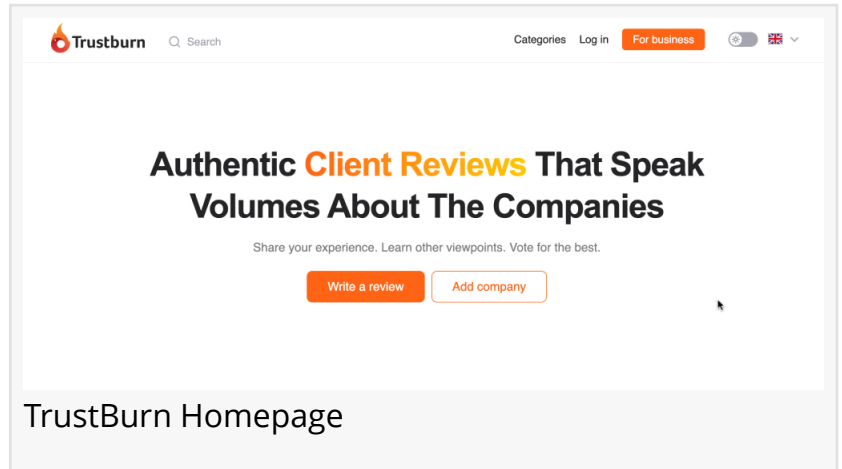 Trustburn Search Categories Log in For business
Authentic Client Reviews That Speak
Volumes About The Companies
Share your experience. Learn other viewpoints. Vote for the best.
Write a review Add company
TrustBurn Homepage